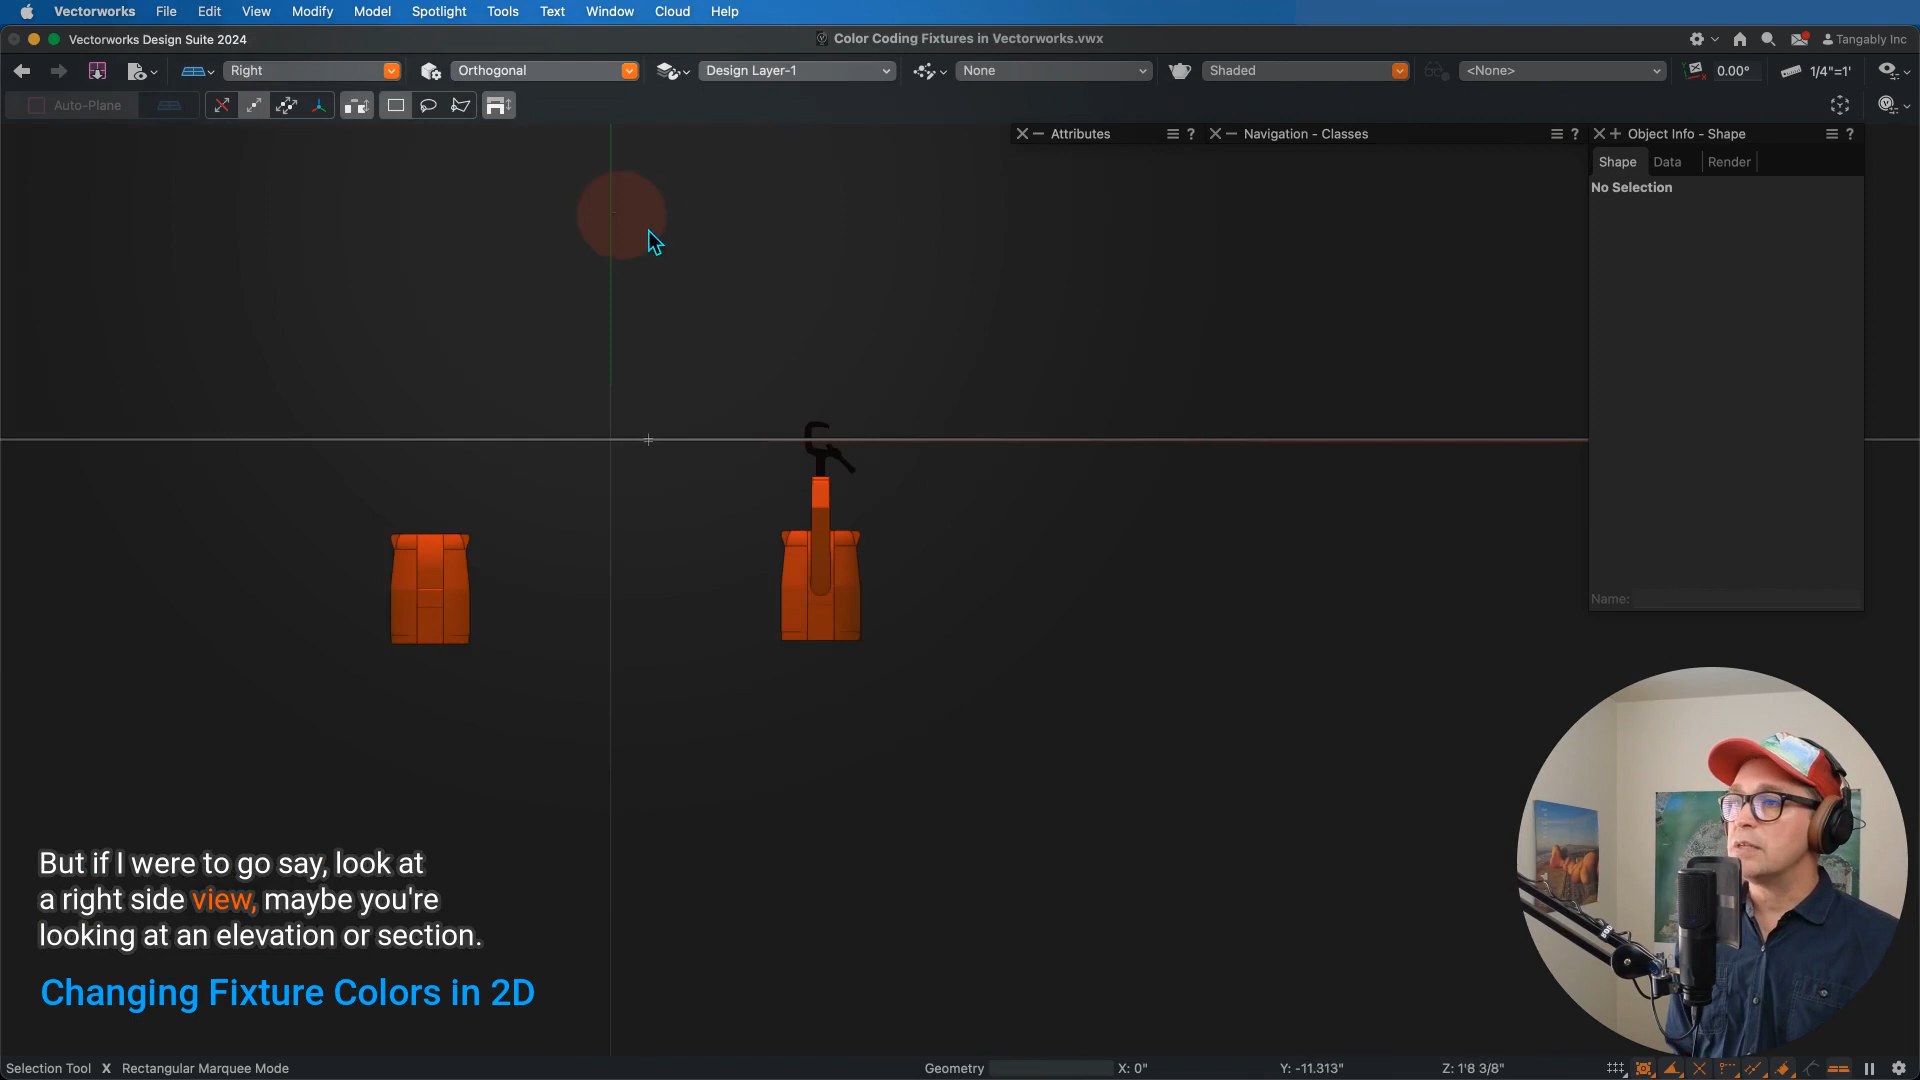 Vectorworks File Edit View Modify Model Spotlight Tools Text Window Cloud Help
Vectorworks Design Suite 2024
Color Coding Fixtures in Vectorworks.vwx
Tangably Inc
Right
Orthogonal
Design Layer-1
None
Shaded
<None>
0.00°
1/4"=1'
Auto-Plane
Attributes
?
Navigation - Classes
?
Object Info - Shape
?
Shape Data Render
No Selection
Name:
But if I were to go say, look at
a right side view, maybe you're
looking at an elevation or section.
Changing Fixture Colors in 2D
Selection Tool X Rectangular Marquee Mode
Geometry
X: 0"
Y: -11.313"
Z: 1'8 3/8"